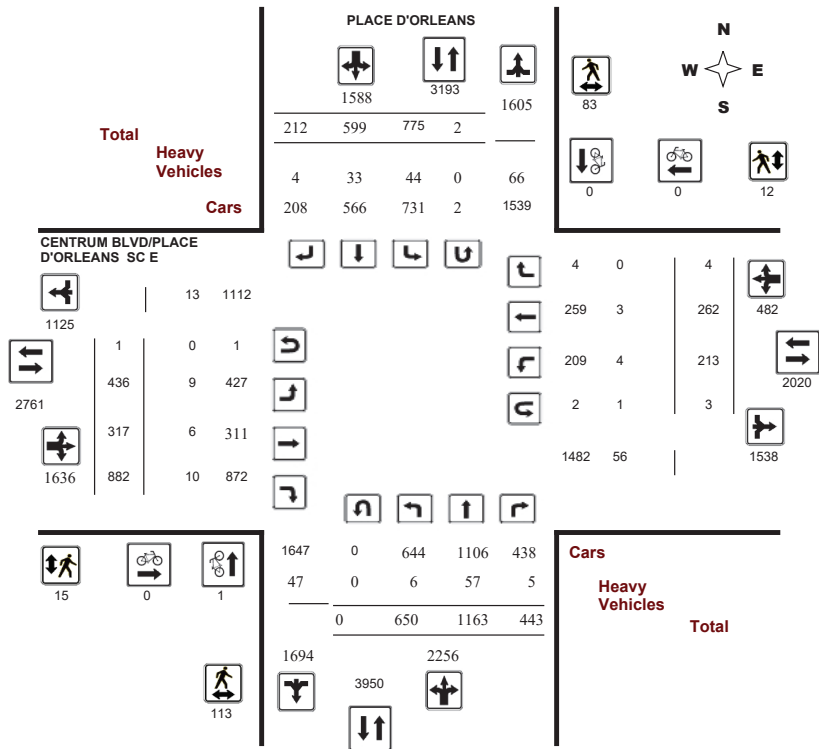 PLACE D'ORLEANS
N
W E
S
1588
3193
1605
83
212 599 775 2
Total
Heavy
Vehicles
4 33 44 0 66
0 0 12
Cars
208 566 731 2 1539
CENTRUM BLVD/PLACE
D'ORLEANS SC E
13 1112
1125
4 0 4
259 3 262 482
1 0 1
436 9 427
209 4 213
2020
2761
2 1 3
317 6 311
1482 56 1538
1636 882 10 872
1647 0 644 1106 438
Cars
47 0 6 57 5
Heavy
Vehicles
15 0 1
0 650 1163 443
Total
1694 2256
3950
113